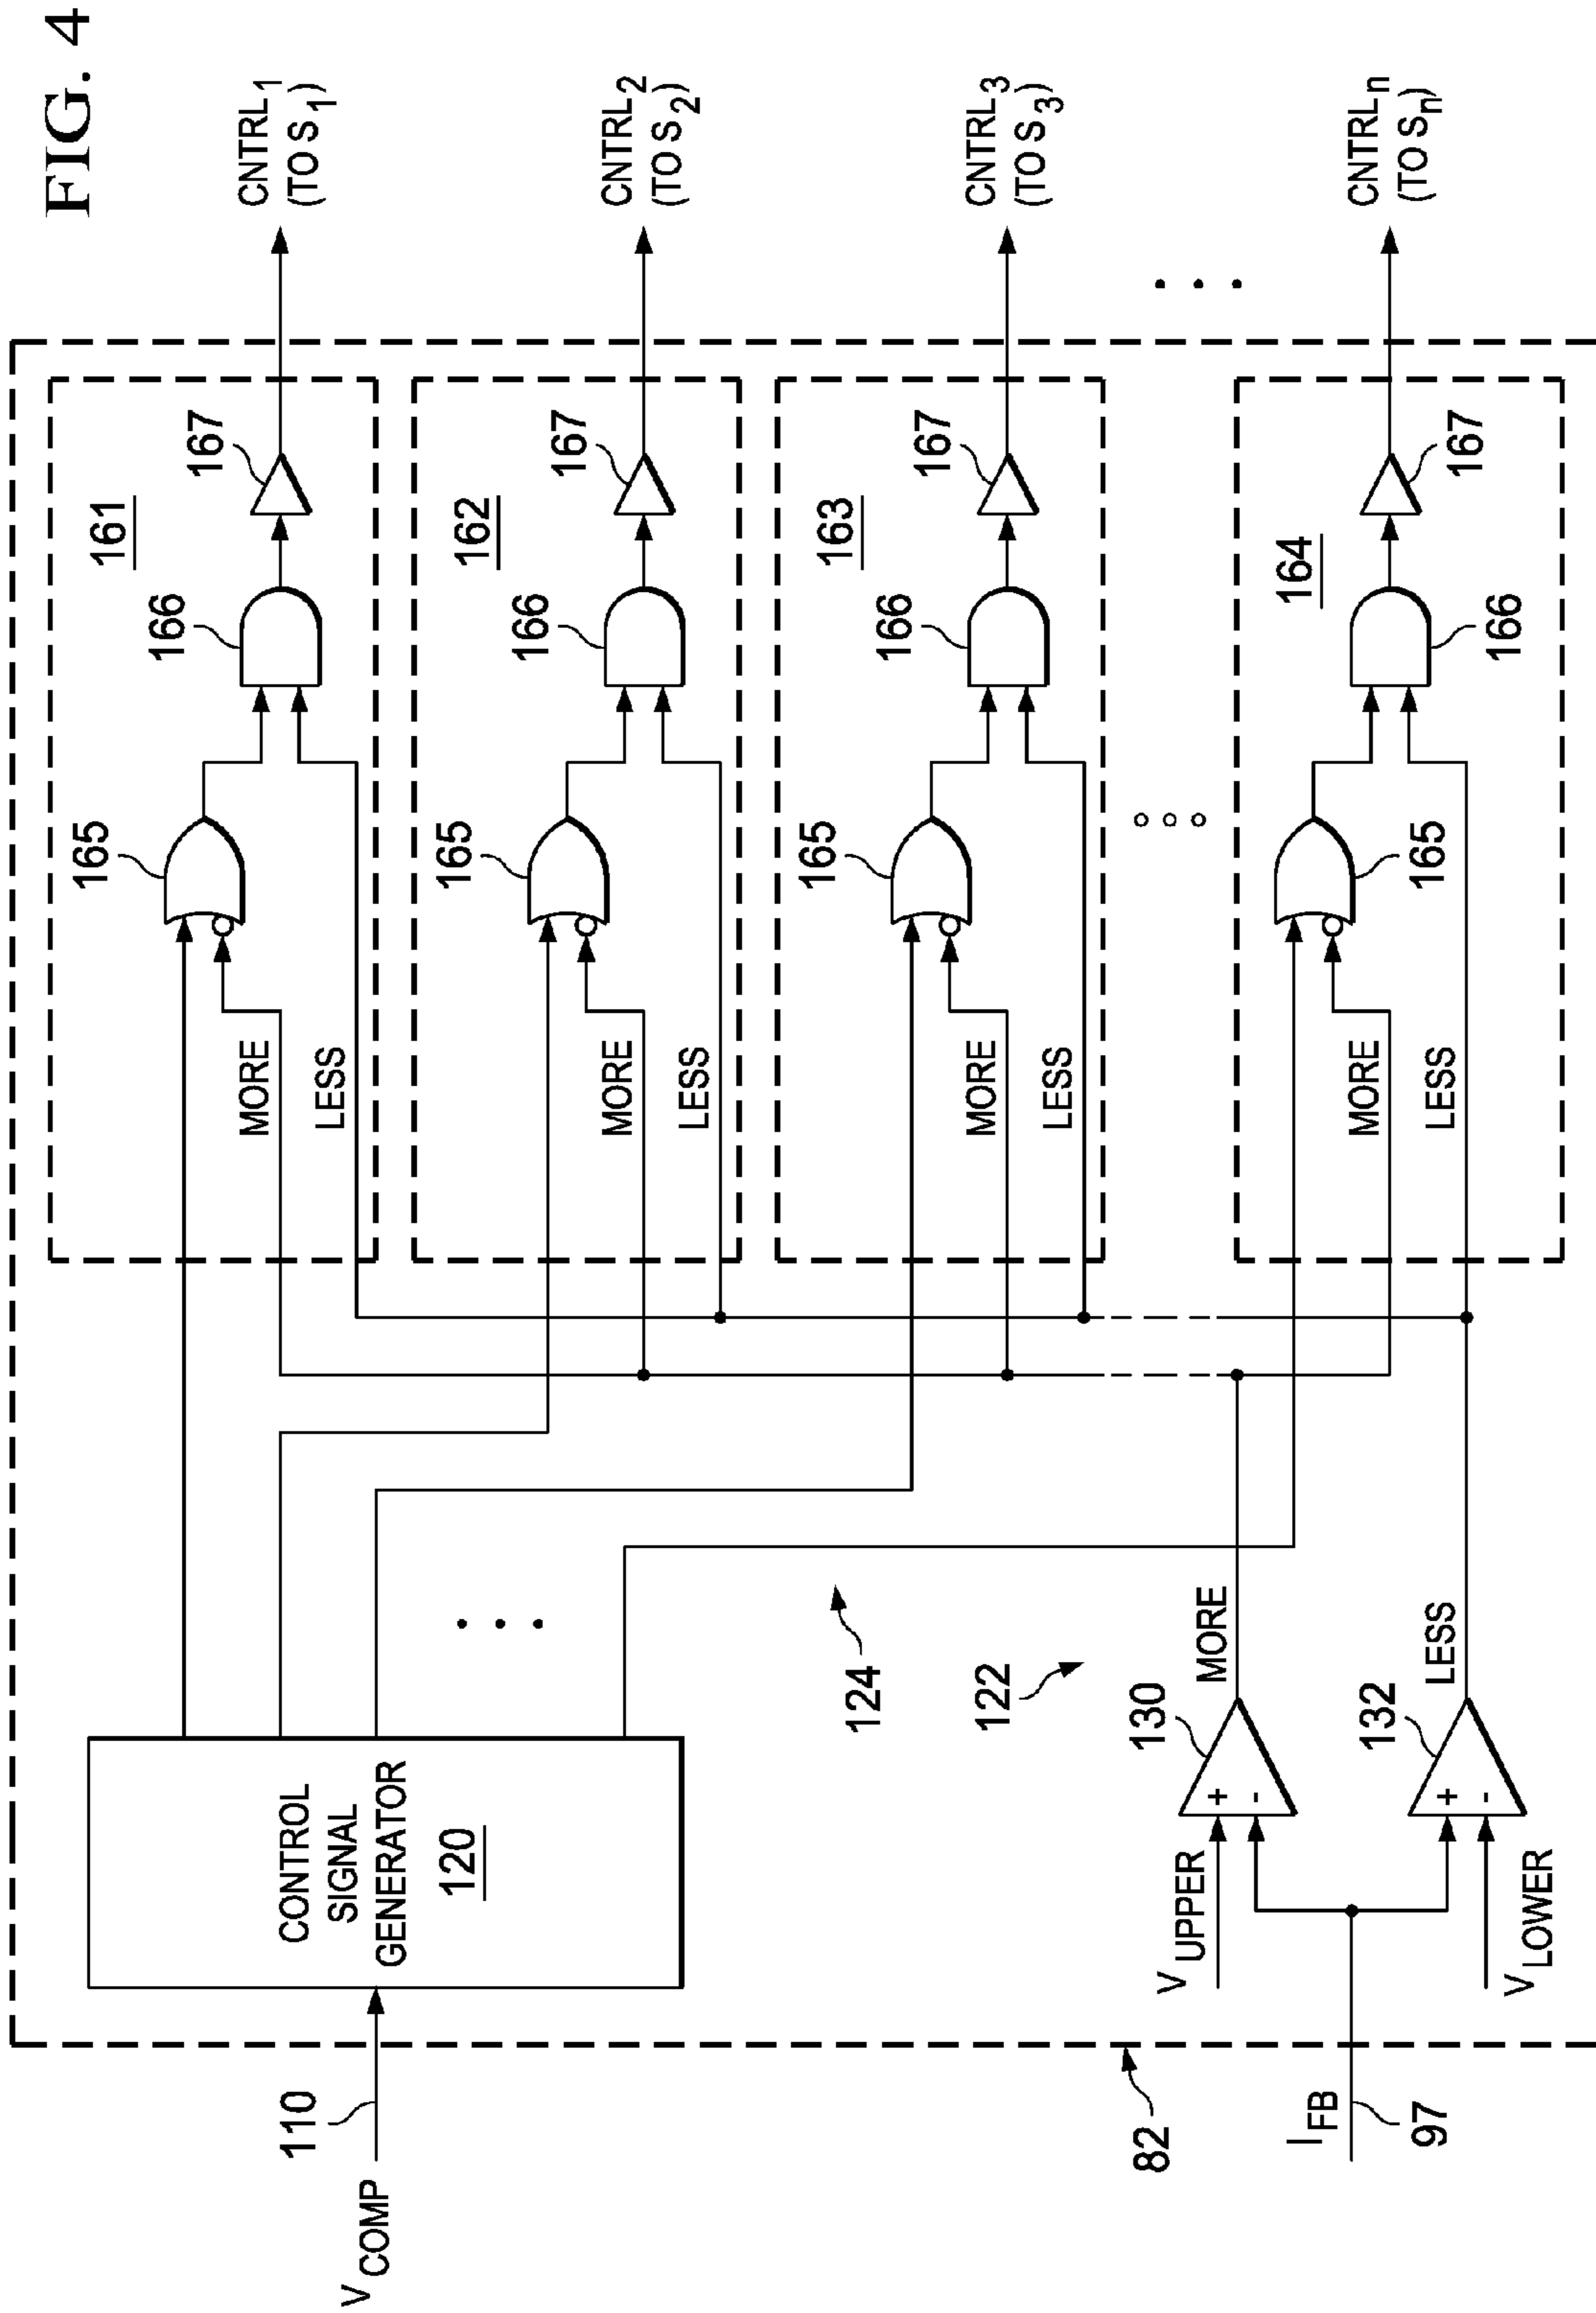 FIG. 4
CNTRL1
(TO S1)
CNTRL2
(TO S2)
CNTRL3
(TO S3)
CNTRLn
(TO Sn)
161
165
166
167
MORE
LESS
162
165
166
167
MORE
LESS
163
165
166
167
MORE
LESS
164
165
166
167
MORE
LESS
VCOMP
110
CONTROL
SIGNAL
GENERATOR
120
124
122
130
MORE
+
-
VUPPER
132
LESS
+
-
VLOWER
82
IFB
97